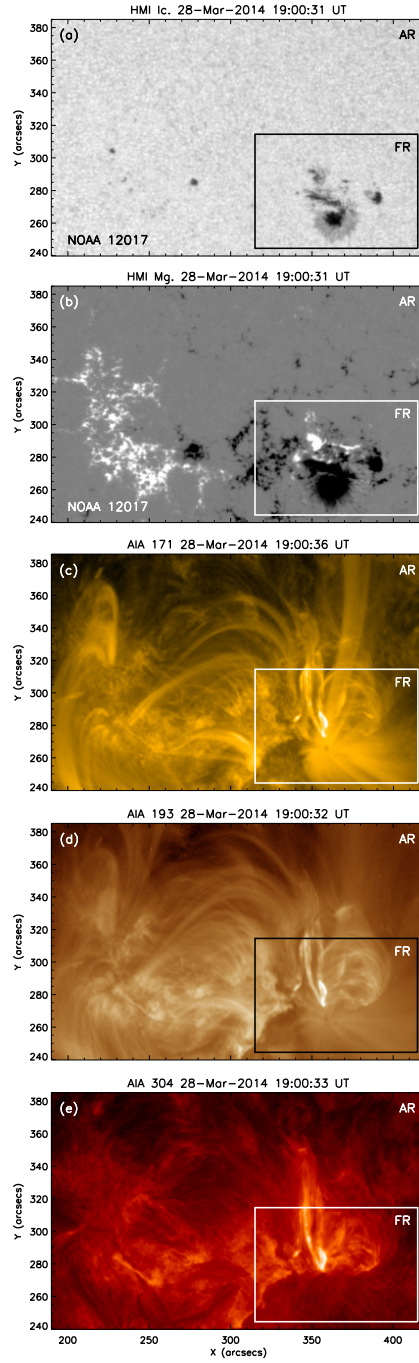 HMI Ic. 28-Mar-2014 19:00:31 UT
(a) AR
FR
NOAA 12017
Y (arcsecs)
380
360
340
320
300
280
260
240
HMI Mg. 28-Mar-2014 19:00:31 UT
(b) AR
FR
NOAA 12017
Y (arcsecs)
380
360
340
320
300
280
260
240
AIA 171 28-Mar-2014 19:00:36 UT
(c) AR
FR
Y (arcsecs)
380
360
340
320
300
280
260
240
AIA 193 28-Mar-2014 19:00:32 UT
(d) AR
FR
Y (arcsecs)
380
360
340
320
300
280
260
240
AIA 304 28-Mar-2014 19:00:33 UT
(e) AR
FR
Y (arcsecs)
380
360
340
320
300
280
260
240
200 250 300 350 400
X (arcsecs)